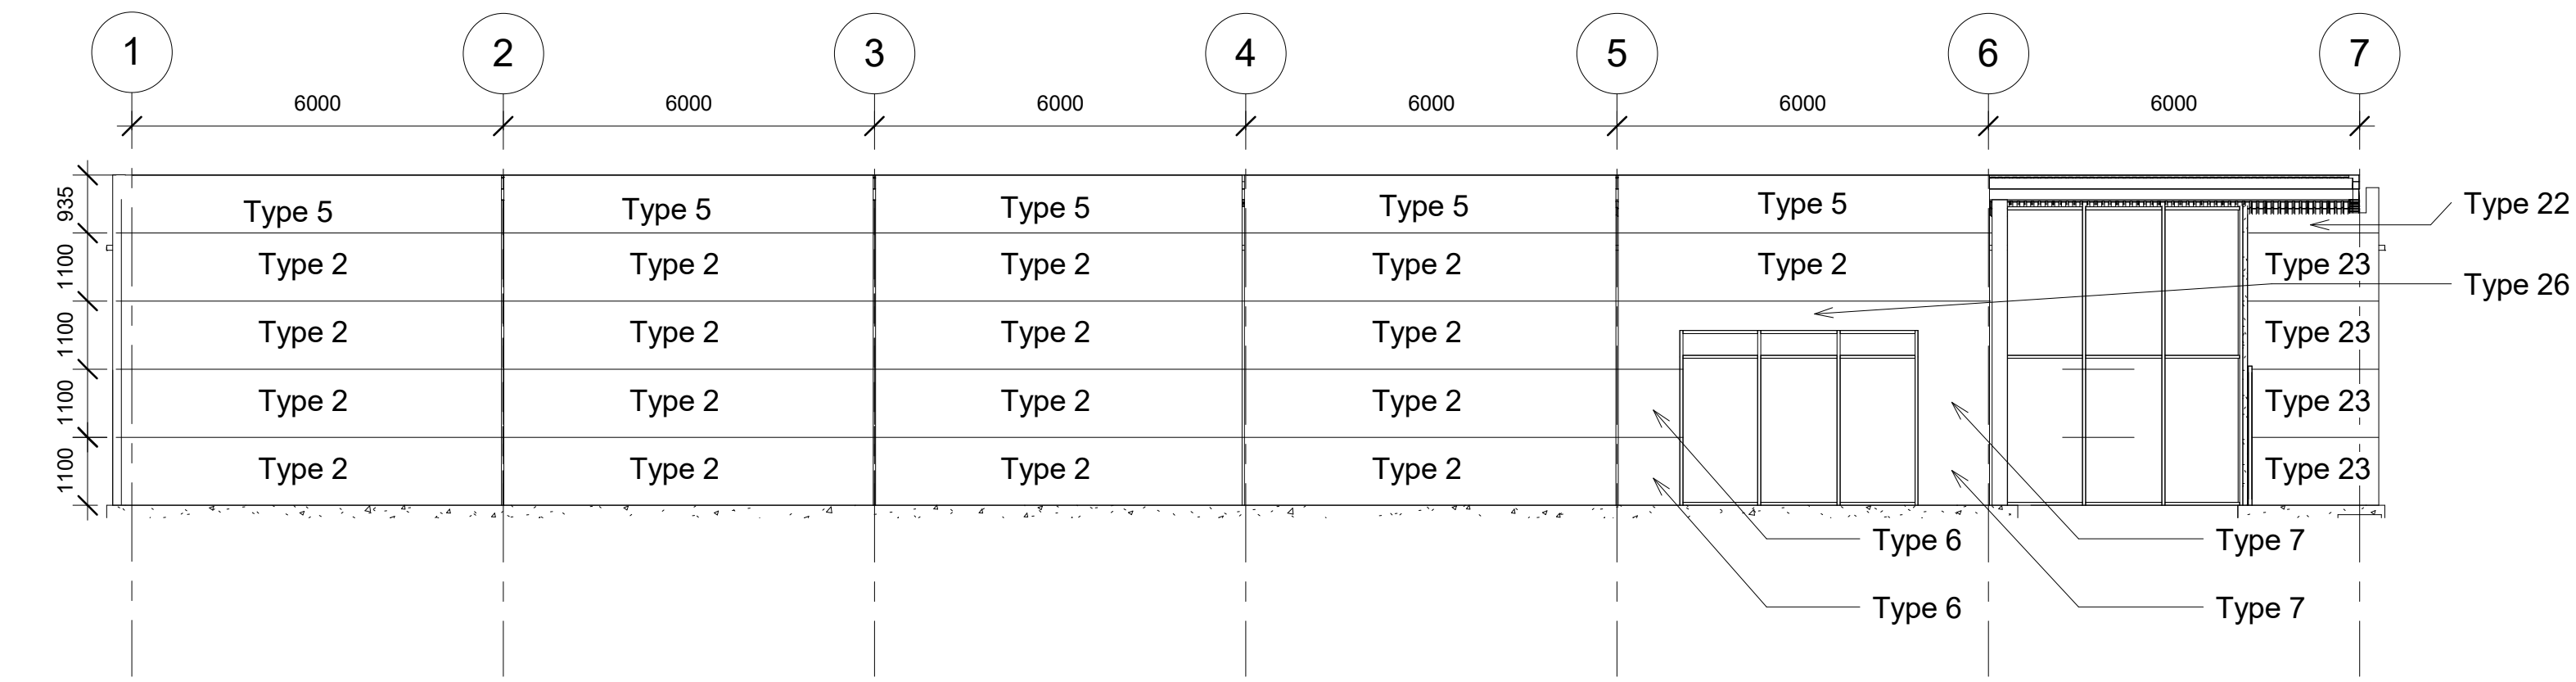 1 2 3 4 5 6 7
6000 6000 6000 6000 6000 6000
935
Type 5 Type 5 Type 5 Type 5 Type 5
Type 22
1100
Type 2 Type 2 Type 2 Type 2 Type 2 Type 23
Type 26
1100
Type 2 Type 2 Type 2 Type 2 Type 23
1100
Type 2 Type 2 Type 2 Type 2 Type 23
1100
Type 2 Type 2 Type 2 Type 2 Type 23
Type 6 Type 7
Type 6 Type 7